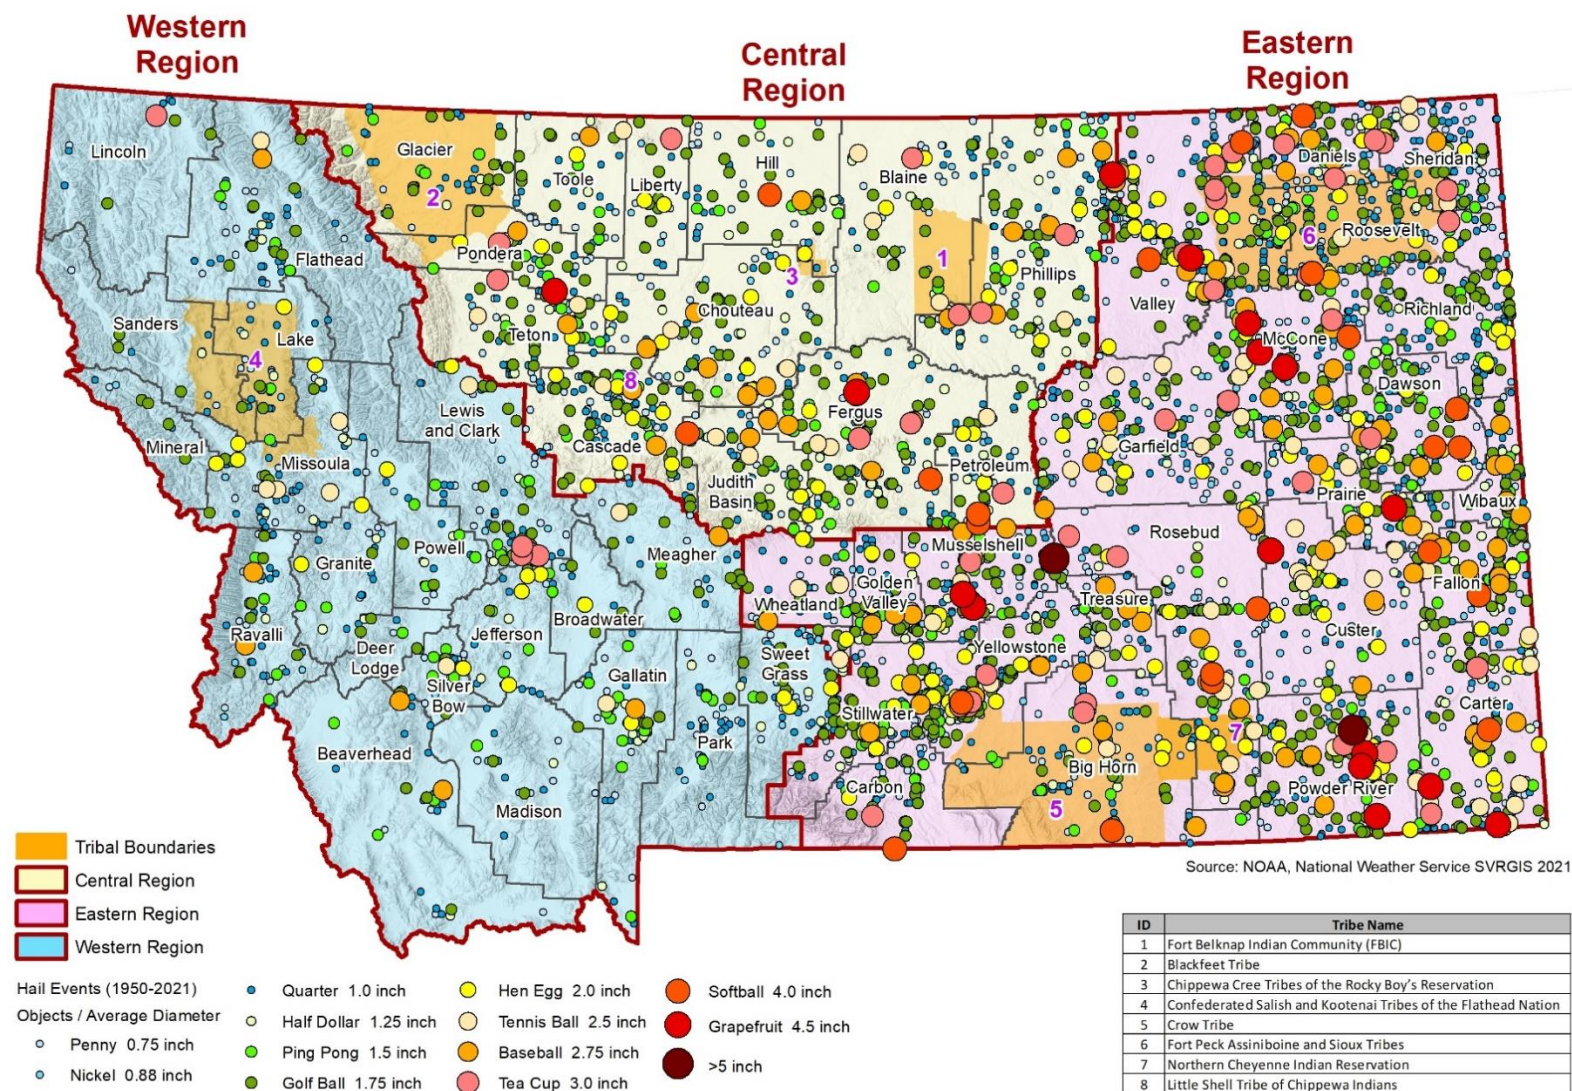 Western
Region
Central
Region
Eastern
Region
Lincoln
Glacier
2
Toole
Liberty
Hill
Blaine
Daniels
Sheridan
Flathead
Pondera
3
1
Phillips
6
Roosevelt
Valley
Richland
Sanders
Lake
4
Teton
Chouteau
McCone
Dawson
8
Lewis
and Clark
Fergus
Mineral
Missoula
Cascade
Garfield
Judith
Basin
Petroleum
Prairie
Wibaux
Granite
Powell
Meagher
Musselshell
Rosebud
Fallon
Wheatland
Golden
Valley
Treasure
Ravalli
Deer
Lodge
Jefferson
Broadwater
Custer
Silver
Bow
Gallatin
Sweet
Grass
Yellowstone
Stillwater
Carter
Beaverhead
Park
7
Big Horn
Carbon
Powder River
Madison
5
Source: NOAA, National Weather Service SVRGIS 2021
Tribal Boundaries
Central Region
Eastern Region
Western Region
Hail Events (1950-2021)
Objects / Average Diameter
Penny 0.75 inch
Nickel 0.88 inch
Quarter 1.0 inch
Half Dollar 1.25 inch
Ping Pong 1.5 inch
Golf Ball 1.75 inch
Hen Egg 2.0 inch
Tennis Ball 2.5 inch
Baseball 2.75 inch
Tea Cup 3.0 inch
Softball 4.0 inch
Grapefruit 4.5 inch
>5 inch
ID Tribe Name
1 Fort Belknap Indian Community (FBIC)
2 Blackfeet Tribe
3 Chippewa Cree Tribes of the Rocky Boy's Reservation
4 Confederated Salish and Kootenai Tribes of the Flathead Nation
5 Crow Tribe
6 Fort Peck Assiniboine and Sioux Tribes
7 Northern Cheyenne Indian Reservation
8 Little Shell Tribe of Chippewa Indians